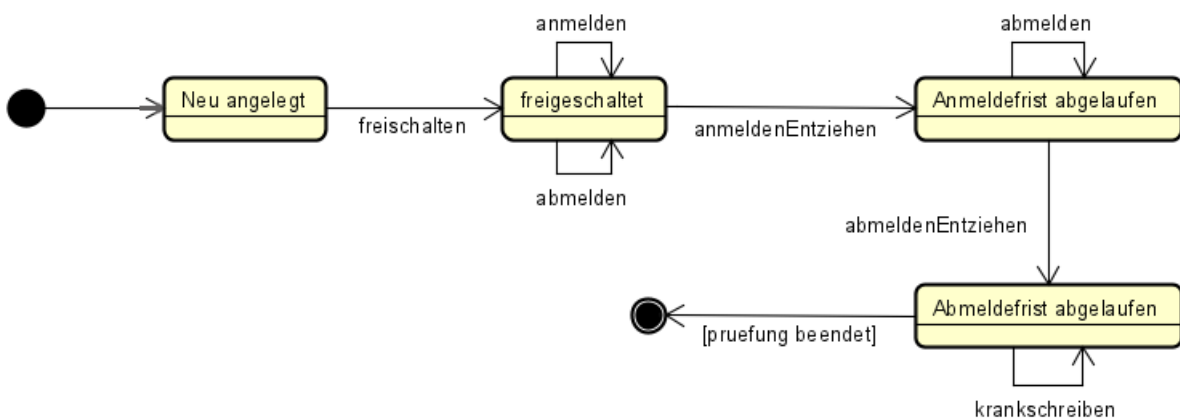 anmelden
abmelden
Neu angelegt
freigeschaltet
Anmeldefrist abgelaufen
freischalten
anmeldenEntziehen
abmelden
abmeldenEntziehen
Abmeldefrist abgelaufen
[pruefung beendet]
krankschreiben